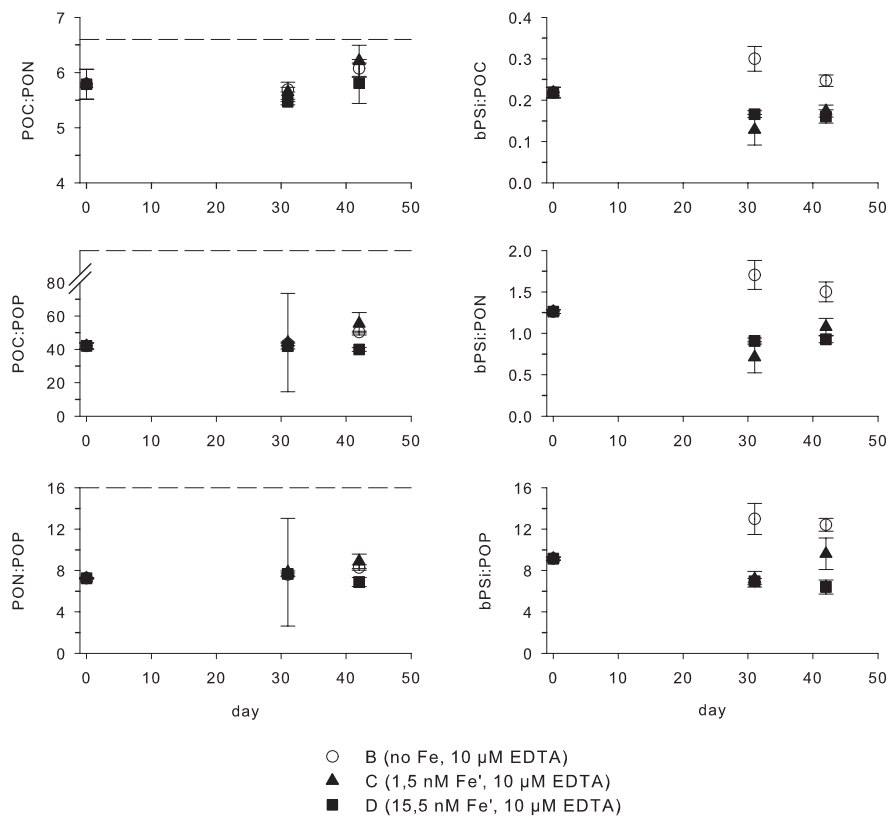 7
6
5
4
POC:PON
0 10 20 30 40 50
0.4
0.3
0.2
0.1
0.0
bPSi:POC
0 10 20 30 40 50
80
60
40
20
0
POC:POP
0 10 20 30 40 50
2.0
1.5
1.0
0.5
0.0
bPSi:PON
0 10 20 30 40 50
16
12
8
4
0
PON:POP
0 10 20 30 40 50
day
16
12
8
4
0
bPSi:POP
0 10 20 30 40 50
day
B (no Fe, 10 µM EDTA)
C (1,5 nM Fe', 10 µM EDTA)
D (15,5 nM Fe', 10 µM EDTA)